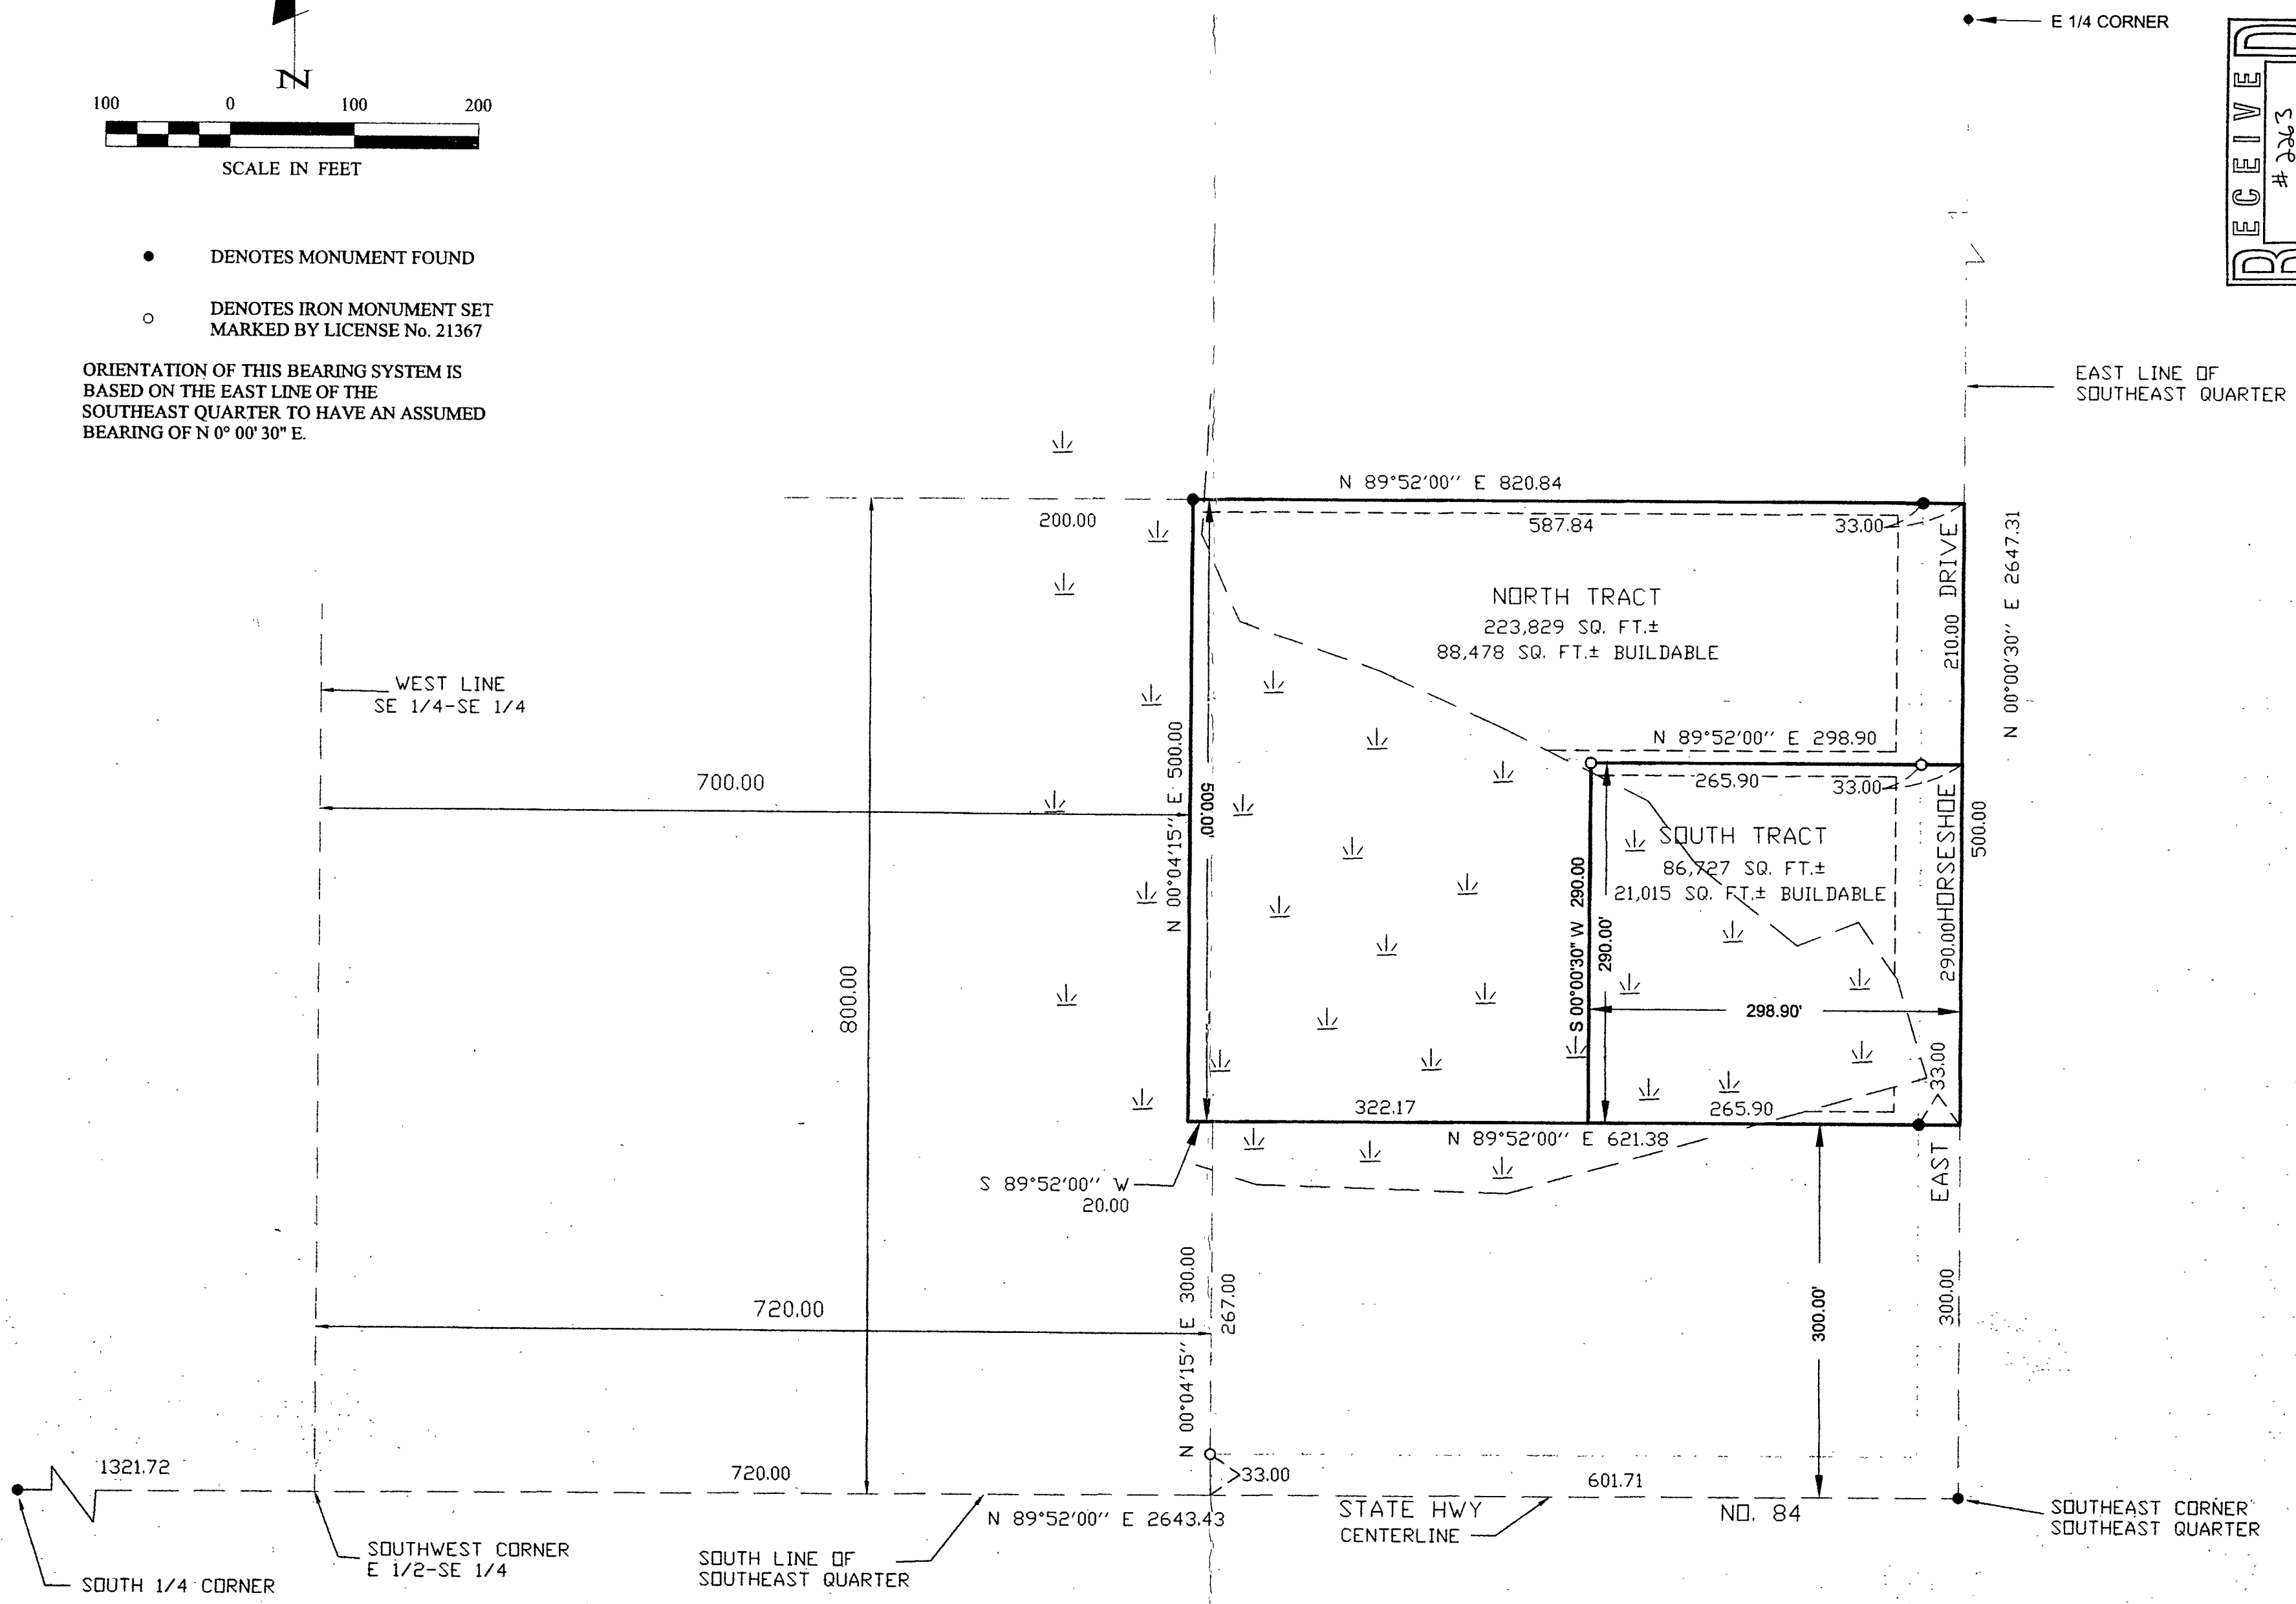 E 1/4 CORNER
RECEIVED
# 2263
N
100 0 100 200
SCALE IN FEET
DENOTES MONUMENT FOUND
DENOTES IRON MONUMENT SET
MARKED BY LICENSE No. 21367
ORIENTATION OF THIS BEARING SYSTEM IS
BASED ON THE EAST LINE OF THE
SOUTHEAST QUARTER TO HAVE AN ASSUMED
BEARING OF N 0° 00' 30" E.
EAST LINE OF
SOUTHEAST QUARTER
N 89°52'00'' E 820.84
200.00
587.84
33.00
NORTH TRACT
223,829 SQ. FT.±
88,478 SQ. FT.± BUILDABLE
210.00
DRIVE
N 00°00'30'' E 2647.31
WEST LINE
SE 1/4-SE 1/4
700.00
N 00°04'15'' E 500.00
500.00'
N 89°52'00'' E 298.90
265.90
33.00
SOUTH TRACT
86,727 SQ. FT.±
21,015 SQ. FT.± BUILDABLE
HORSESHOE
290.00
500.00
S 00°00'30" W 290.00
290.00'
298.90'
800.00
33.00
322.17
265.90
N 89°52'00'' E 621.38
S 89°52'00'' W
20.00
EAST
N 00°04'15'' E 300.00
267.00
300.00'
300.00
720.00
1321.72
720.00
33.00
601.71
N 89°52'00'' E 2643.43
STATE HWY NO. 84
CENTERLINE
SOUTHEAST CORNER
SOUTHEAST QUARTER
SOUTHWEST CORNER
E 1/2-SE 1/4
SOUTH LINE OF
SOUTHEAST QUARTER
SOUTH 1/4 CORNER